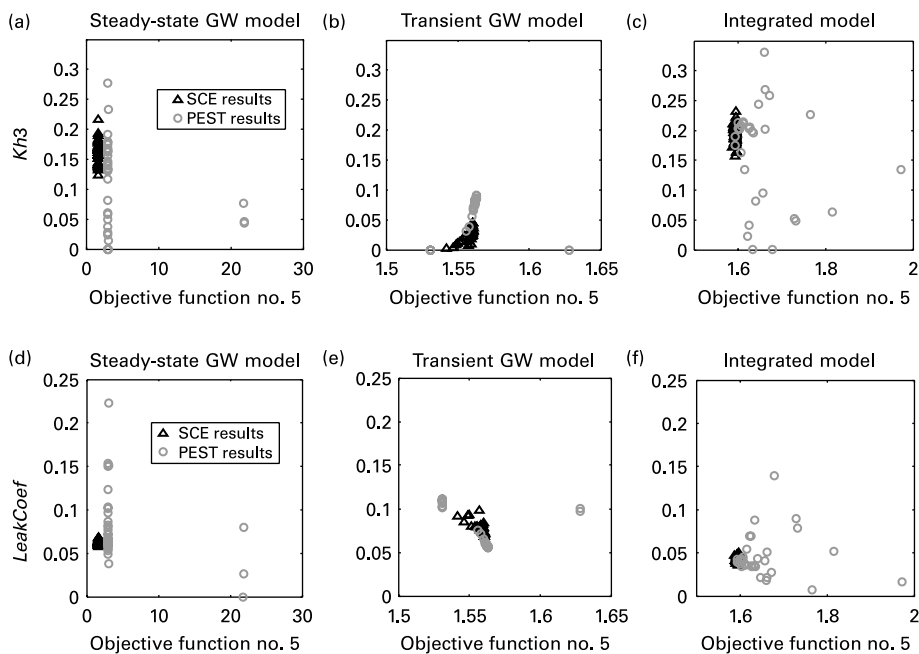 (a) Steady-state GW model
(b) Transient GW model
(c) Integrated model
Kh3
0.3
0.25
0.2
0.15
0.1
0.05
0
SCE results
PEST results
0 10 20 30
Objective function no. 5
0.3
0.25
0.2
0.15
0.1
0.05
0
1.5 1.55 1.6 1.65
Objective function no. 5
0.3
0.25
0.2
0.15
0.1
0.05
0
1.6 1.8 2
Objective function no. 5
(d) Steady-state GW model
(e) Transient GW model
(f) Integrated model
LeakCoef
0.25
0.2
0.15
0.1
0.05
0
SCE results
PEST results
0 10 20 30
Objective function no. 5
0.25
0.2
0.15
0.1
0.05
0
1.5 1.55 1.6 1.65
Objective function no. 5
0.25
0.2
0.15
0.1
0.05
0
1.6 1.8 2
Objective function no. 5